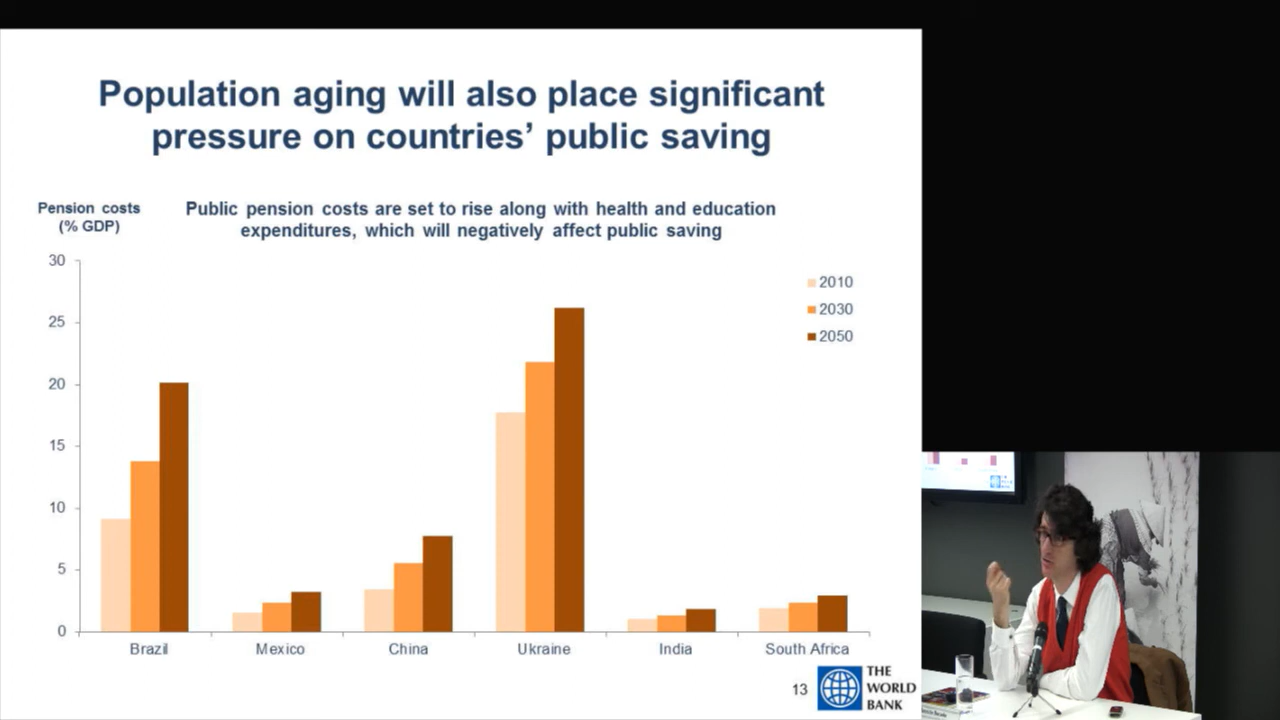 Population aging will also place significant
pressure on countries’ public saving
Pension costs
(% GDP)
Public pension costs are set to rise along with health and education
expenditures, which will negatively affect public saving
30
25
20
15
10
5
0
2010
2030
2050
Brazil
Mexico
China
Ukraine
India
South Africa
13
THE
WORLD
BANK